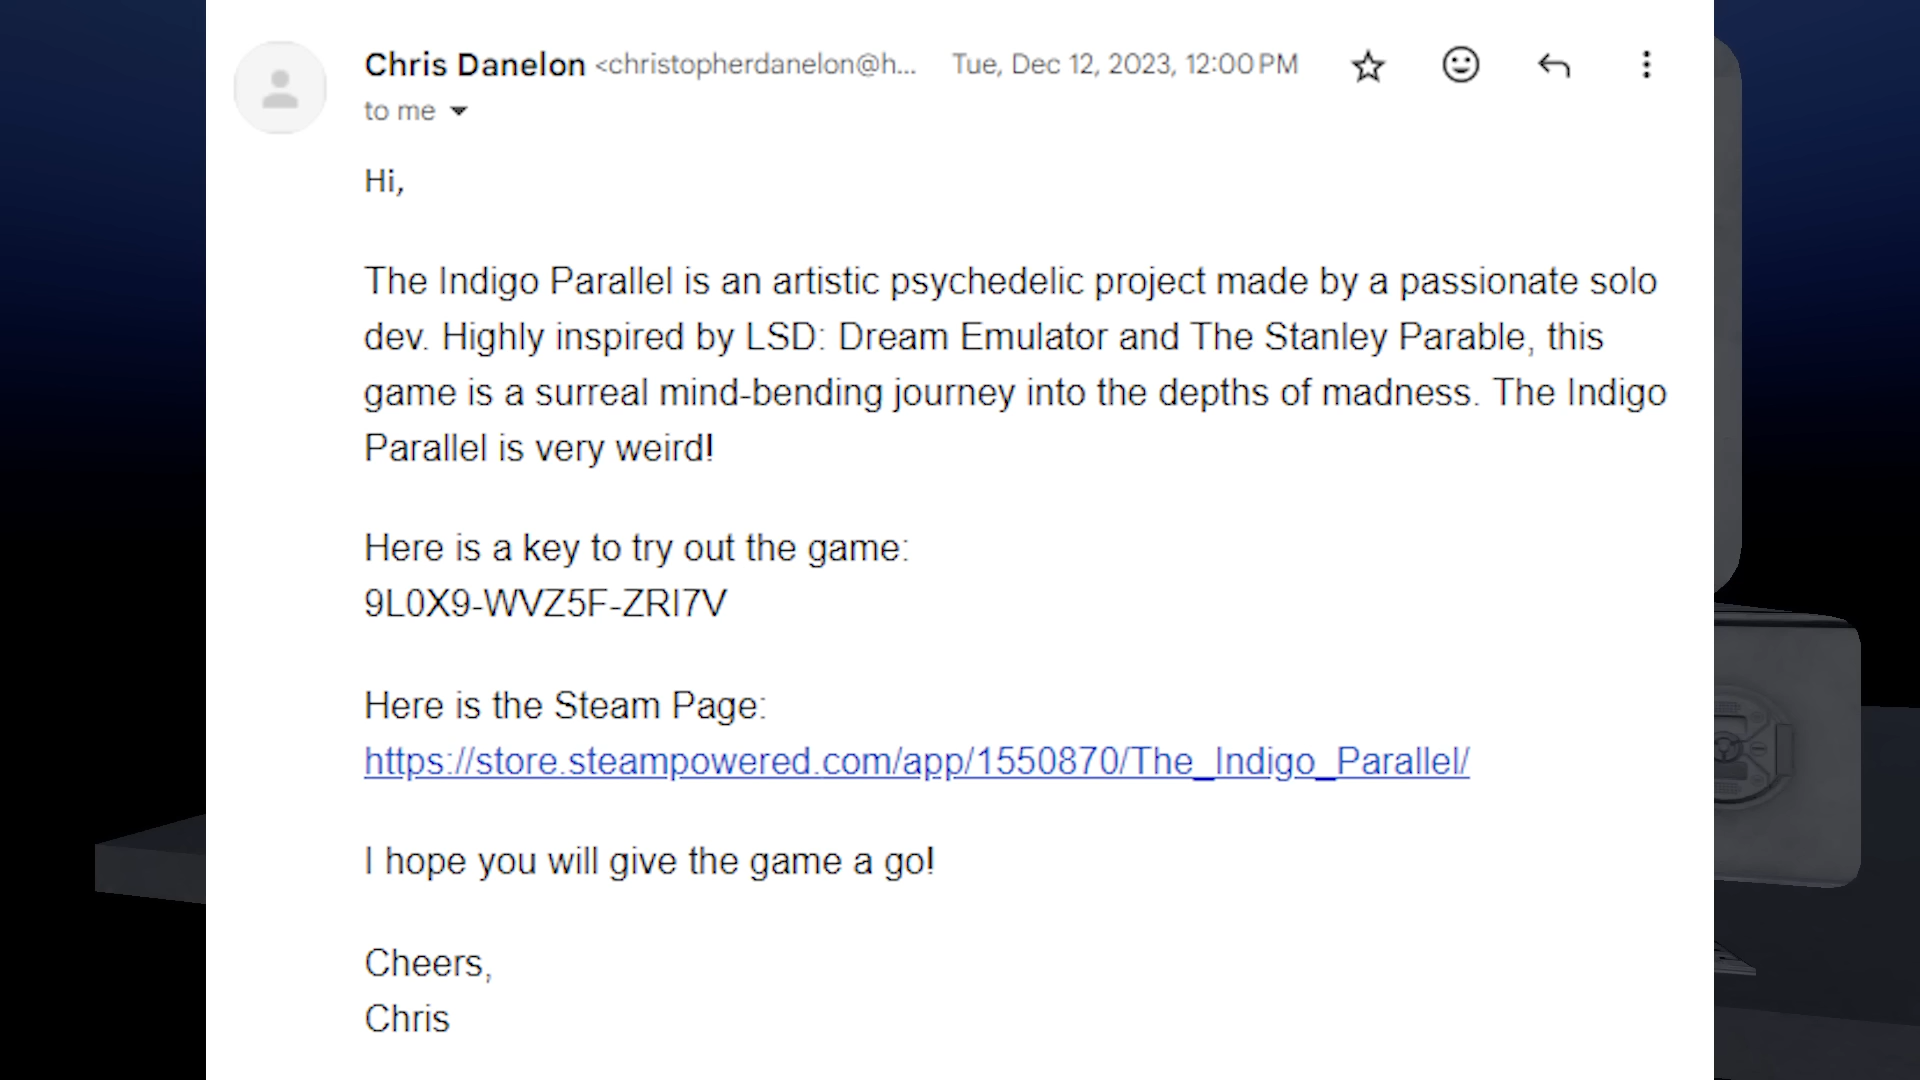 Chris Danelon <christopherdanelon@h... Tue, Dec 12, 2023, 12:00 PM
to me
Hi,
The Indigo Parallel is an artistic psychedelic project made by a passionate solo
dev. Highly inspired by LSD: Dream Emulator and The Stanley Parable, this
game is a surreal mind-bending journey into the depths of madness. The Indigo
Parallel is very weird!
Here is a key to try out the game:
9L0X9-WVZ5F-ZRI7V
Here is the Steam Page:
https://store.steampowered.com/app/1550870/The_Indigo_Parallel/
I hope you will give the game a go!
Cheers,
Chris